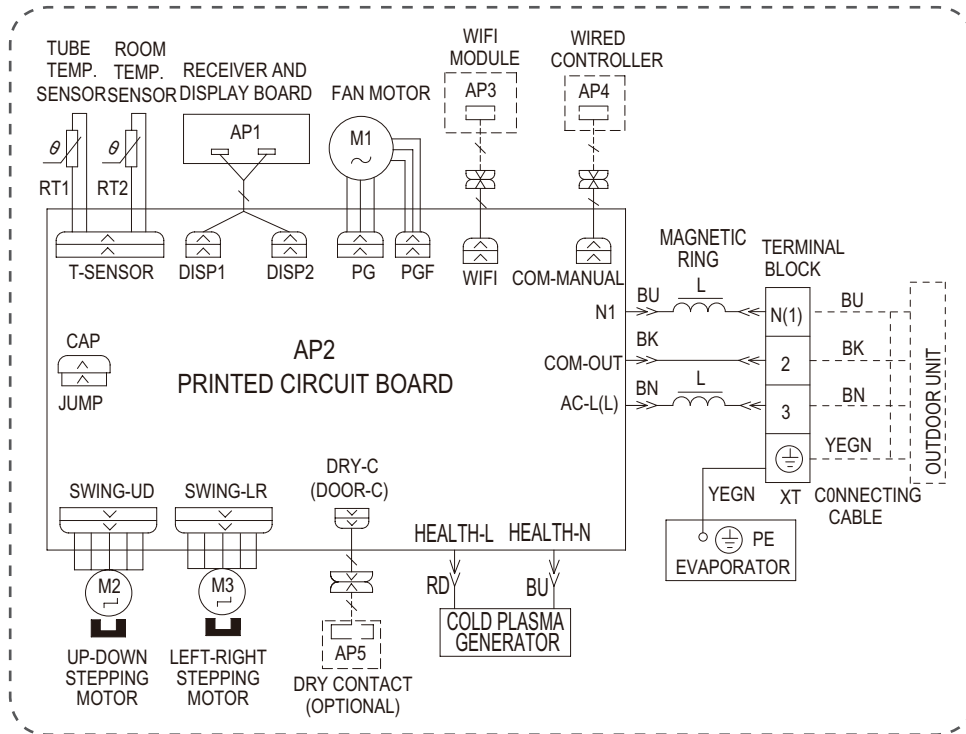 TUBE
TEMP.
SENSOR
ROOM
TEMP.
SENSOR
RECEIVER AND
DISPLAY BOARD
FAN MOTOR
WIFI
MODULE
WIRED
CONTROLLER
AP1
M1
AP3
AP4
θ
θ
RT1
RT2
T-SENSOR
DISP1
DISP2
PG
PGF
WIFI
COM-MANUAL
MAGNETIC
RING
TERMINAL
BLOCK
N1
BU
L
N(1)
BU
COM-OUT
BK
2
BK
AC-L(L)
BN
L
3
BN
YEGN
OUTDOOR UNIT
CAP
JUMP
AP2
PRINTED CIRCUIT BOARD
YEGN
XT
C0NNECTING
CABLE
PE
EVAPORATOR
SWING-UD
SWING-LR
DRY-C
(DOOR-C)
HEALTH-L
HEALTH-N
M2
M3
RD
BU
COLD PLASMA
GENERATOR
UP-DOWN
STEPPING
MOTOR
LEFT-RIGHT
STEPPING
MOTOR
AP5
DRY CONTACT
(OPTIONAL)